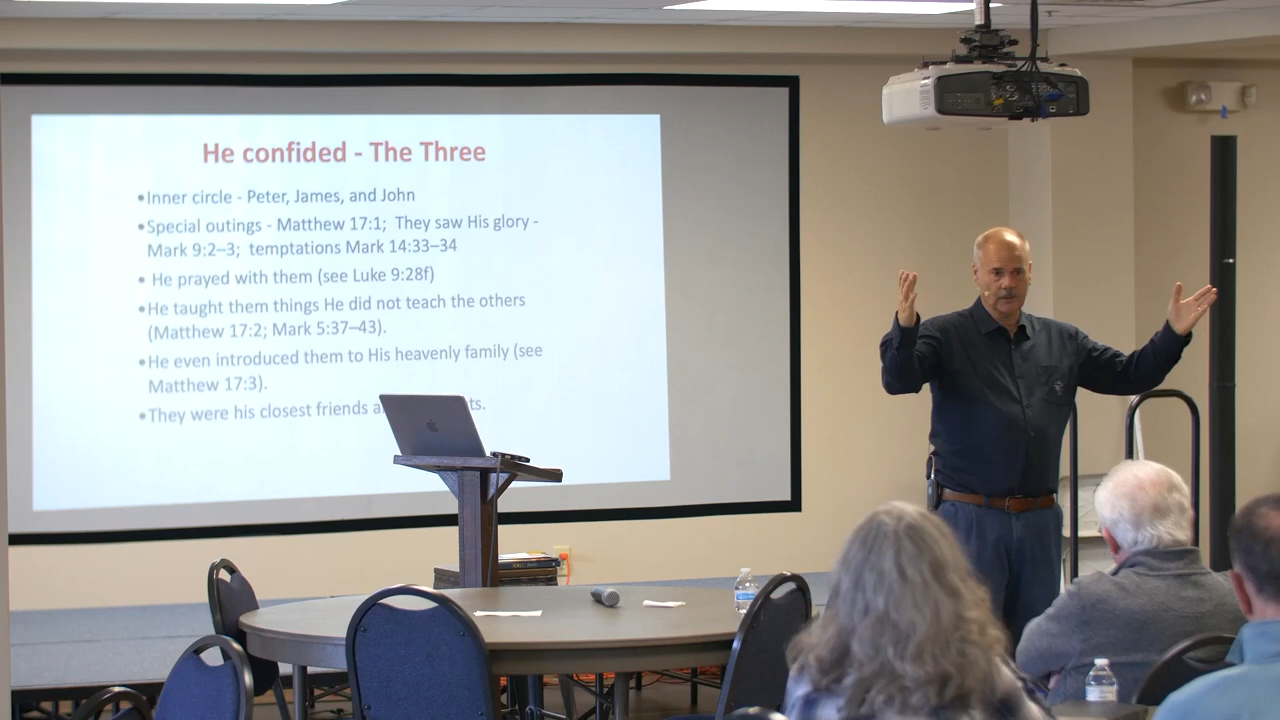 He confided - The Three
•Inner circle - Peter, James, and John
•Special outings - Matthew 17:1; They saw His glory -
Mark 9:2–3; temptations Mark 14:33–34
• He prayed with them (see Luke 9:28f)
•He taught them things He did not teach the others
(Matthew 17:2; Mark 5:37–43).
•He even introduced them to His heavenly family (see
Matthew 17:3).
•They were his closest friends